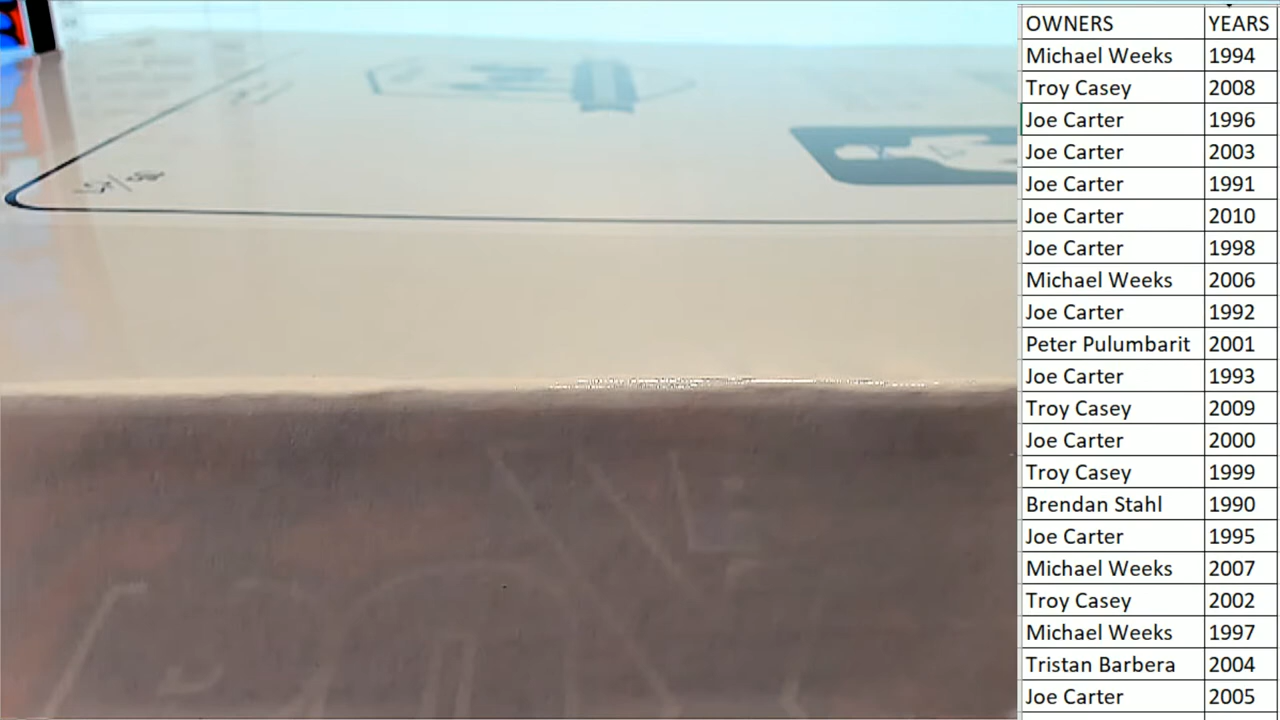 OWNERS YEARS
Michael Weeks 1994
Troy Casey 2008
Joe Carter 1996
Joe Carter 2003
Joe Carter 1991
Joe Carter 2010
Joe Carter 1998
Michael Weeks 2006
Joe Carter 1992
Peter Pulumbarit 2001
Joe Carter 1993
Troy Casey 2009
Joe Carter 2000
Troy Casey 1999
Brendan Stahl 1990
Joe Carter 1995
Michael Weeks 2007
Troy Casey 2002
Michael Weeks 1997
Tristan Barbera 2004
Joe Carter 2005